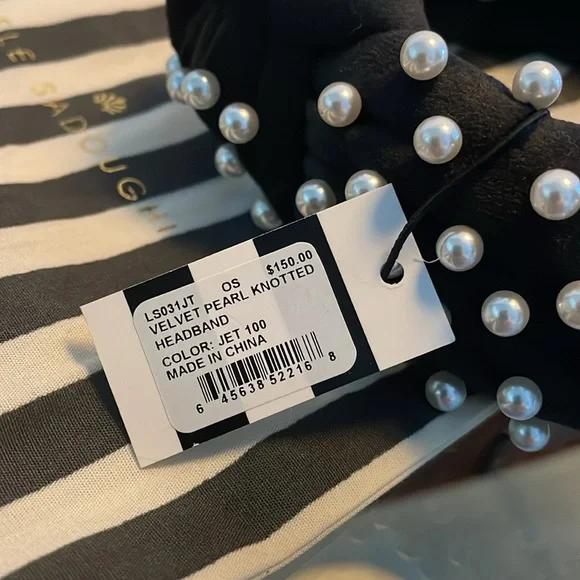 LE SADOUGHI
LS031JT OS $150.00
VELVET PEARL KNOTTED
HEADBAND
COLOR: JET 100
MADE IN CHINA
6 45638 52216 8